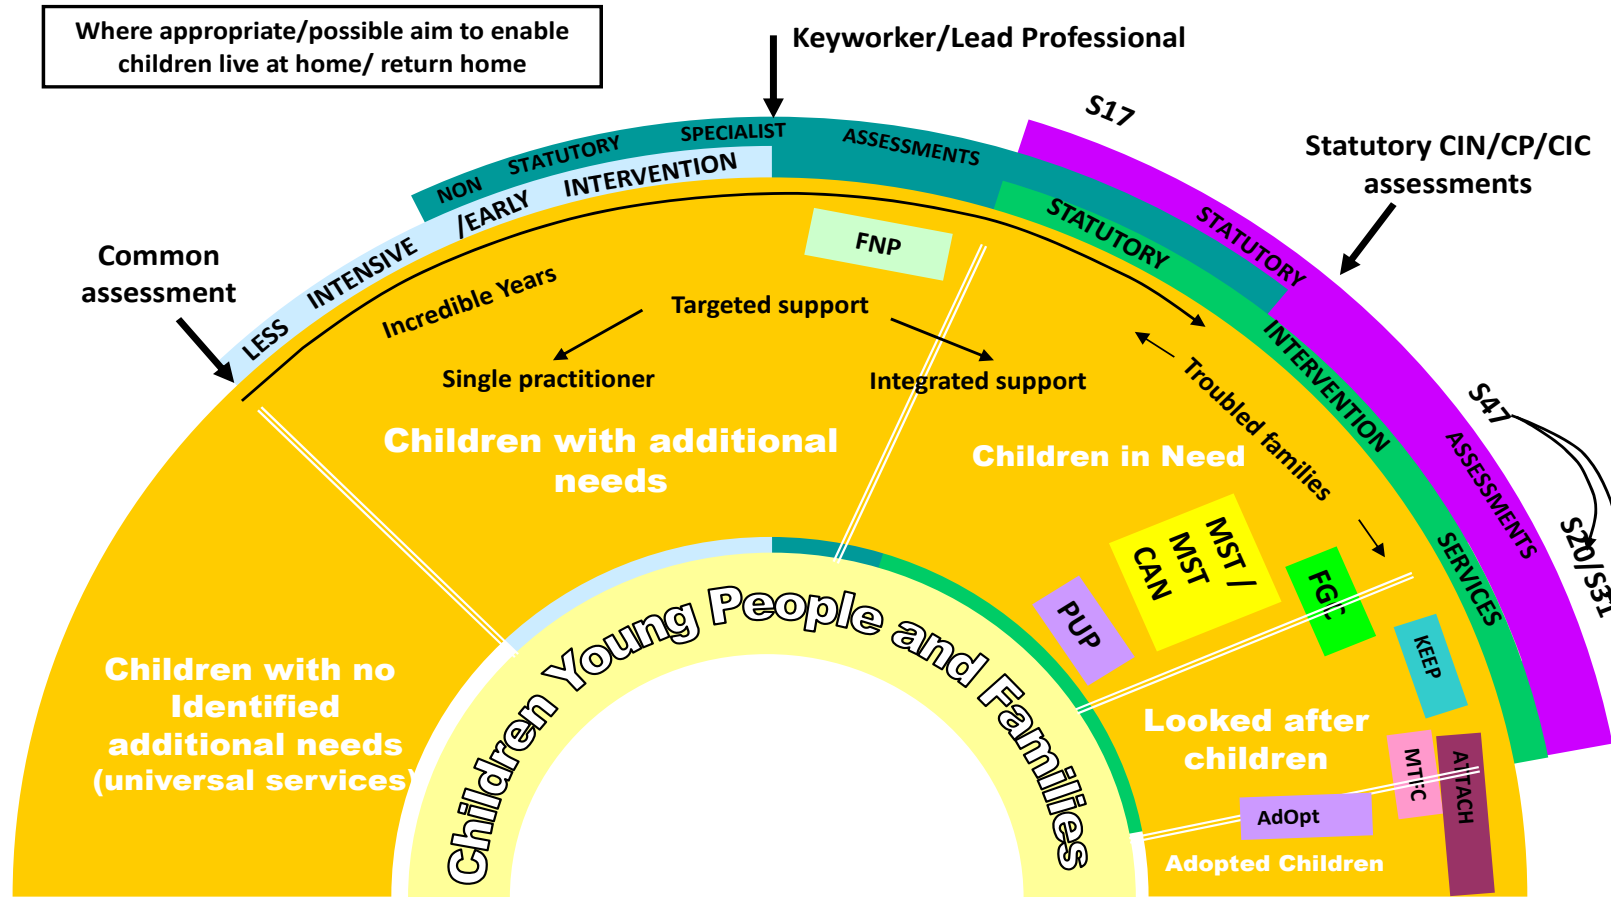 Where appropriate/possible aim to enable
children live at home/ return home
Keyworker/Lead Professional
S17
Statutory CIN/CP/CIC
assessments
Common
assessment
NON STATUTORY SPECIALIST ASSESSMENTS
LESS INTENSIVE /EARLY INTERVENTION
STATUTORY ASSESSMENTS
STATUTORY INTERVENTION SERVICES
S47
S20/S31
Incredible Years
FNP
Targeted support
Single practitioner
Integrated support
Troubled families
Children with additional
needs
Children in Need
MST /
MST
CAN
PUP
FGC
KEEP
Children with no
Identified
additional needs
(universal services)
Looked after
children
MTFC
ATTACH
AdOpt
Adopted Children
Children Young People and Families